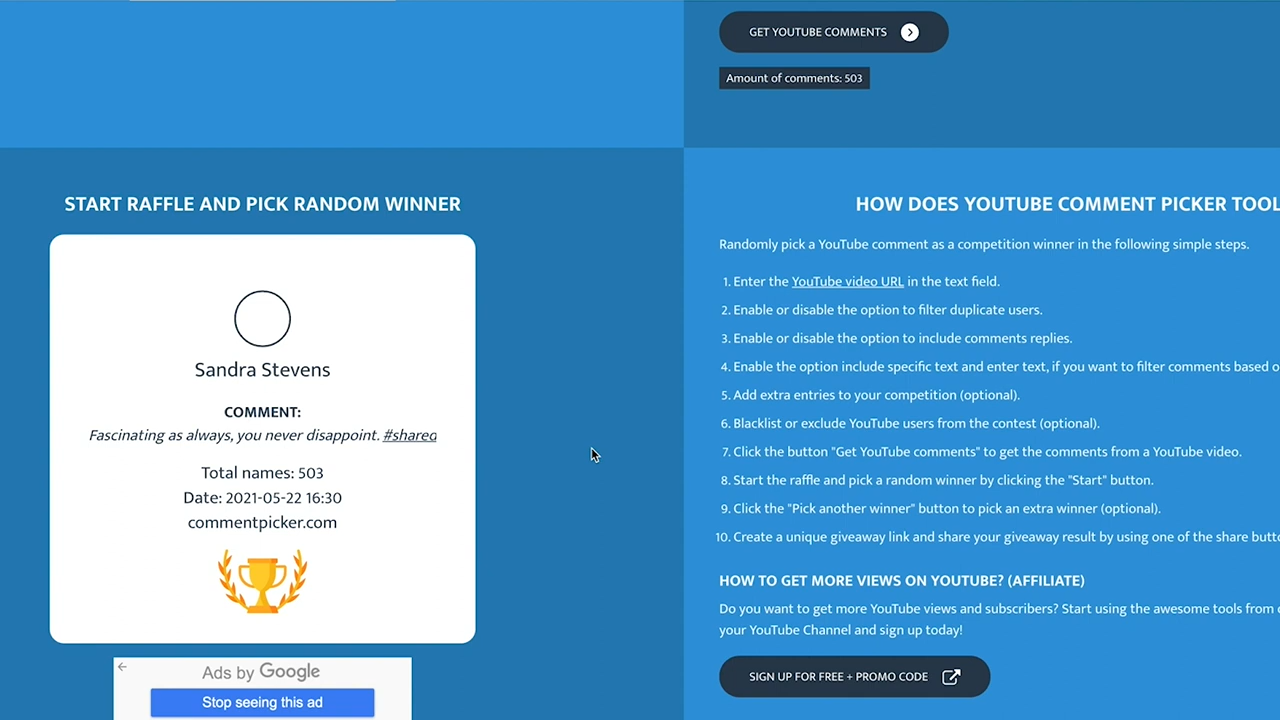 GET YOUTUBE COMMENTS
Amount of comments: 503
START RAFFLE AND PICK RANDOM WINNER
Sandra Stevens
COMMENT:
Fascinating as always, you never disappoint. #shared
Total names: 503
Date: 2021-05-22 16:30
commentpicker.com
Ads by Google
Stop seeing this ad
HOW DOES YOUTUBE COMMENT PICKER TOOL
Randomly pick a YouTube comment as a competition winner in the following simple steps.
1. Enter the YouTube video URL in the text field.
2. Enable or disable the option to filter duplicate users.
3. Enable or disable the option to include comments replies.
4. Enable the option include specific text and enter text, if you want to filter comments based
5. Add extra entries to your competition (optional).
6. Blacklist or exclude YouTube users from the contest (optional).
7. Click the button "Get YouTube comments" to get the comments from a YouTube video.
8. Start the raffle and pick a random winner by clicking the "Start" button.
9. Click the "Pick another winner" button to pick an extra winner (optional).
10. Create a unique giveaway link and share your giveaway result by using one of the share
HOW TO GET MORE VIEWS ON YOUTUBE? (AFFILIATE)
Do you want to get more YouTube views and subscribers? Start using the awesome tools from
your YouTube Channel and sign up today!
SIGN UP FOR FREE + PROMO CODE